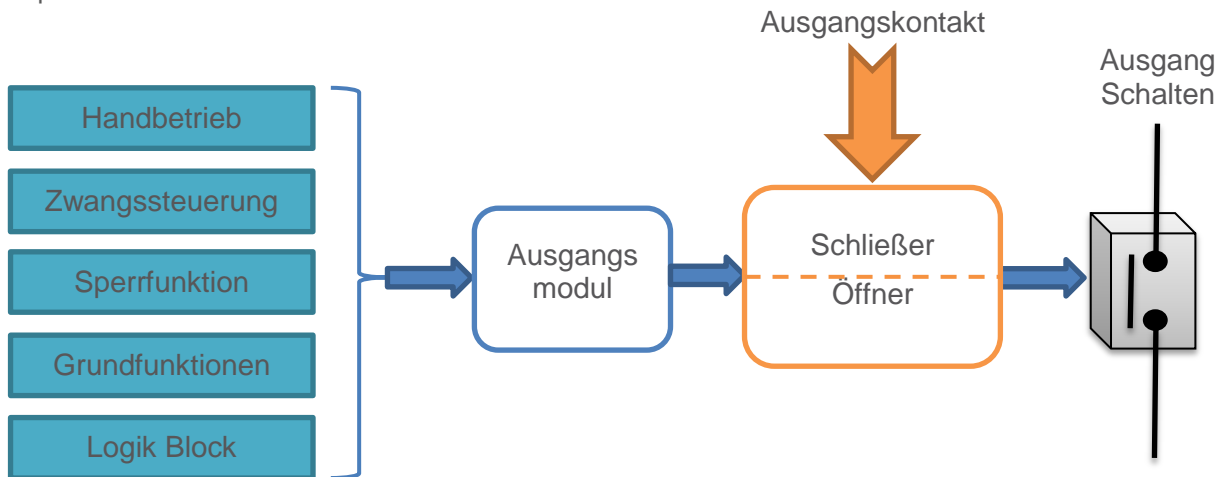 Ausgangskontakt
Ausgang
Schalten
Handbetrieb
Zwangssteuerung
Sperrfunktion
Grundfunktionen
Logik Block
Ausgangs
modul
Schließer
Öffner